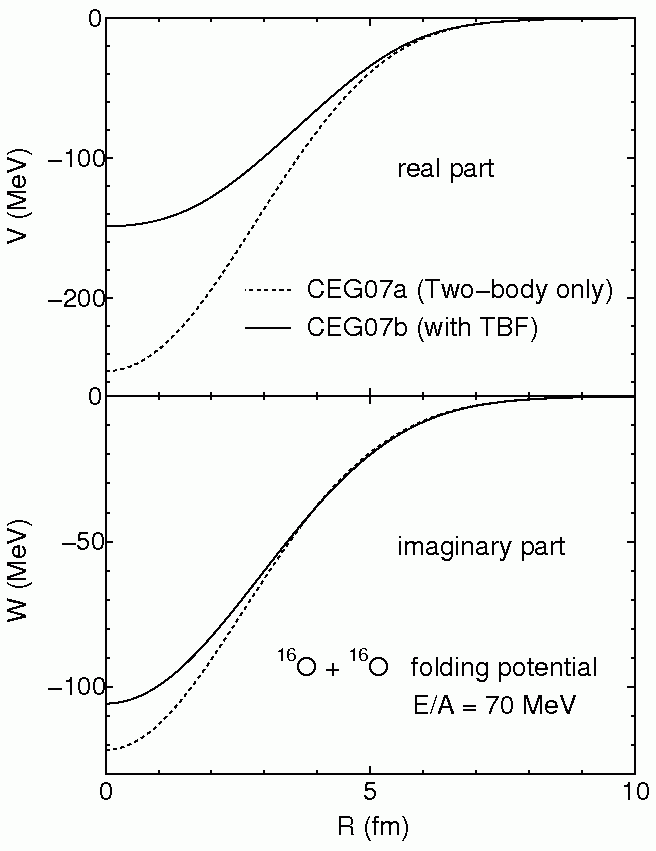 0
−100
−200
V (MeV)
real part
CEG07a (Two−body only)
CEG07b (with TBF)
0
−50
−100
W (MeV)
imaginary part
¹⁶O + ¹⁶O folding potential
E/A = 70 MeV
0 5 10
R (fm)